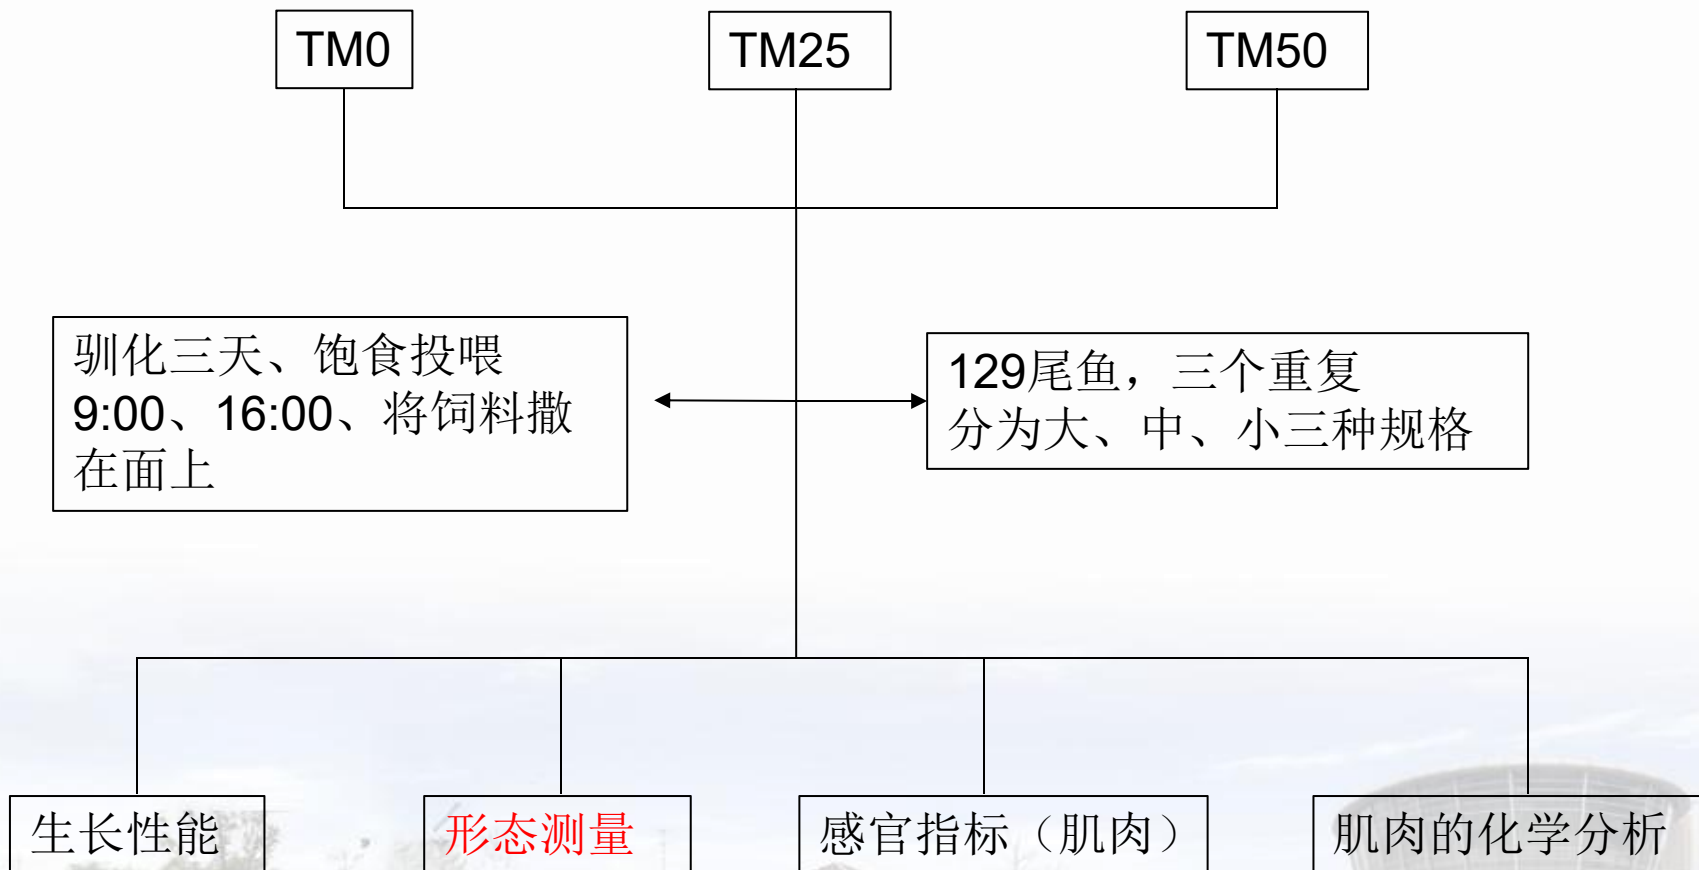 TM0
TM25
TM50
驯化三天、饱食投喂
9:00、16:00、将饲料撒
在面上
129尾鱼，三个重复
分为大、中、小三种规格
生长性能
形态测量
感官指标（肌肉）
肌肉的化学分析